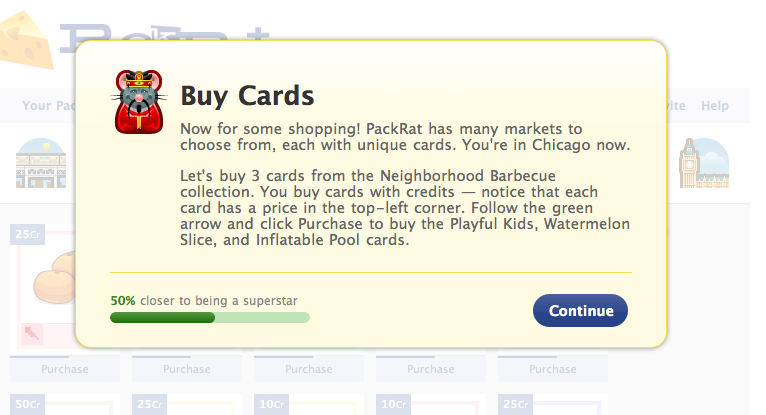 Your Pac
vite Help
Buy Cards
Now for some shopping! PackRat has many markets to
choose from, each with unique cards. You're in Chicago now.
Let's buy 3 cards from the Neighborhood Barbecue
collection. You buy cards with credits — notice that each
card has a price in the top-left corner. Follow the green
arrow and click Purchase to buy the Playful Kids, Watermelon
Slice, and Inflatable Pool cards.
25Cr
50% closer to being a superstar
Continue
Purchase Purchase Purchase Purchase Purchase
50Cr 25Cr 10Cr 10Cr 25Cr